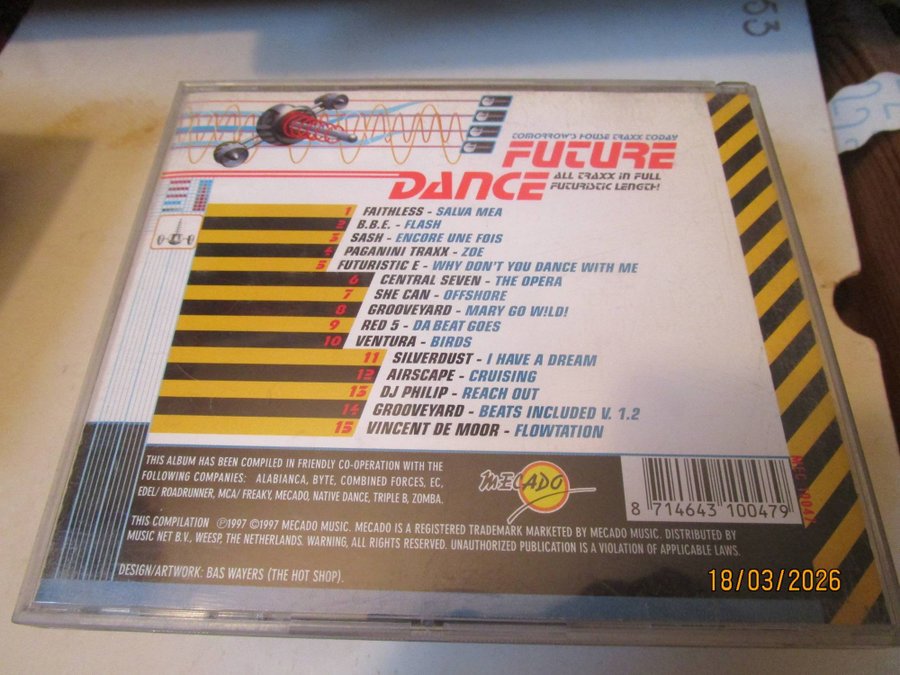 53
TOMORROW'S HOUSE TRAXX TODAY
FUTURE
DANCE
ALL TRAXX IN FULL
FUTURISTIC LENGTH!
1 FAITHLESS - SALVA MEA
2 B.B.E. - FLASH
3 SASH - ENCORE UNE FOIS
4 PAGANINI TRAXX - ZOE
5 FUTURISTIC E - WHY DON'T YOU DANCE WITH ME
6 CENTRAL SEVEN - THE OPERA
7 SHE CAN - OFFSHORE
8 GROOVEYARD - MARY GO W!LD!
9 RED 5 - DA BEAT GOES
10 VENTURA - BIRDS
11 SILVERDUST - I HAVE A DREAM
12 AIRSCAPE - CRUISING
13 DJ PHILIP - REACH OUT
14 GROOVEYARD - BEATS INCLUDED V. 1.2
15 VINCENT DE MOOR - FLOWTATION
THIS ALBUM HAS BEEN COMPILED IN FRIENDLY CO-OPERATION WITH THE
FOLLOWING COMPANIES: ALABIANCA, BYTE, COMBINED FORCES, EC,
EDEL/ ROADRUNNER, MCA/ FREAKY, MECADO, NATIVE DANCE, TRIPLE B, ZOMBA.
MECADO
8 714643 100479
THIS COMPILATION ℗1997 ©1997 MECADO MUSIC. MECADO IS A REGISTERED TRADEMARK MARKETED BY MECADO MUSIC. DISTRIBUTED BY
MUSIC NET B.V., WEESP, THE NETHERLANDS. WARNING, ALL RIGHTS RESERVED. UNAUTHORIZED PUBLICATION IS A VIOLATION OF APPLICABLE LAWS.
DESIGN/ARTWORK: BAS WAYERS (THE HOT SHOP).
18/03/2026